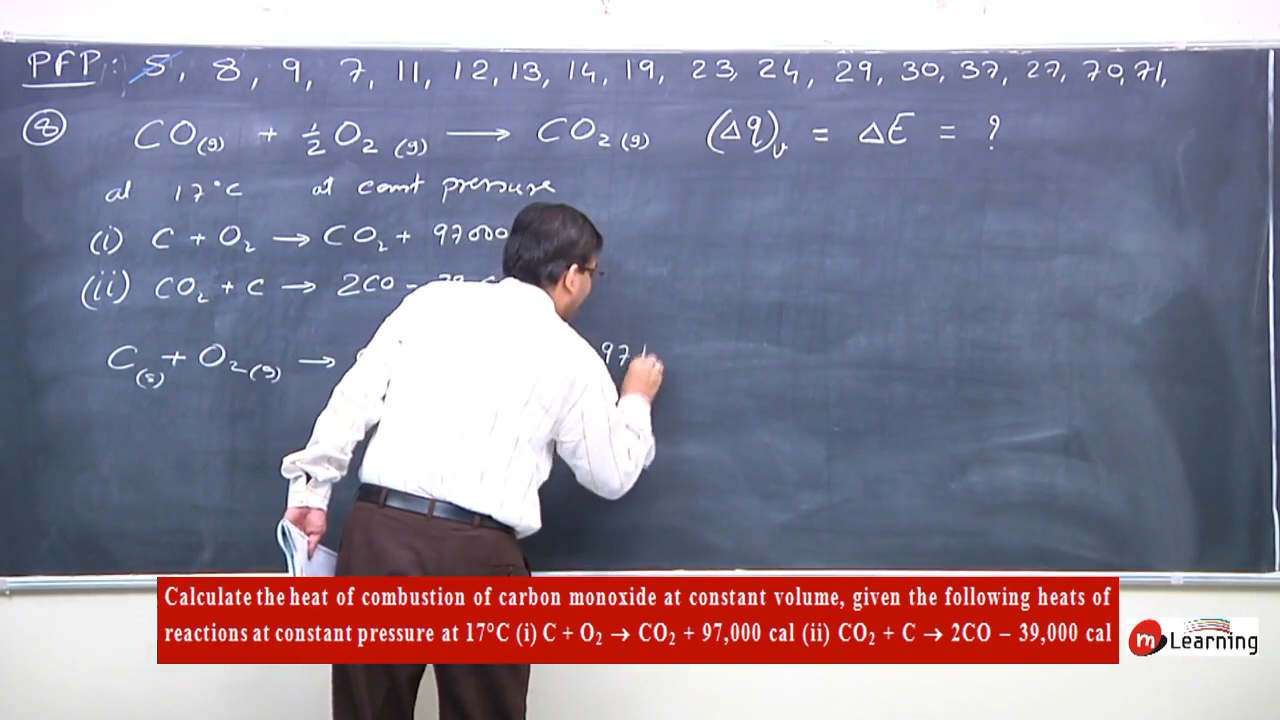 PFP : 5, 8, 9, 7, 11, 12, 13, 14, 19, 23, 24, 29, 30, 37, 27, 70, 71,
⑧ CO(g) + ½ O₂(g) ⟶ CO₂(g) (Δq)ᵥ = ΔE = ?
at 17°C at const pressure
(i) C + O₂ → CO₂ + 97000
(ii) CO₂ + C → 2CO –
C(s) + O₂(g) → 97
Calculate the heat of combustion of carbon monoxide at constant volume, given the following heats of
reactions at constant pressure at 17°C (i) C + O₂ → CO₂ + 97,000 cal (ii) CO₂ + C → 2CO – 39,000 cal
m Learning